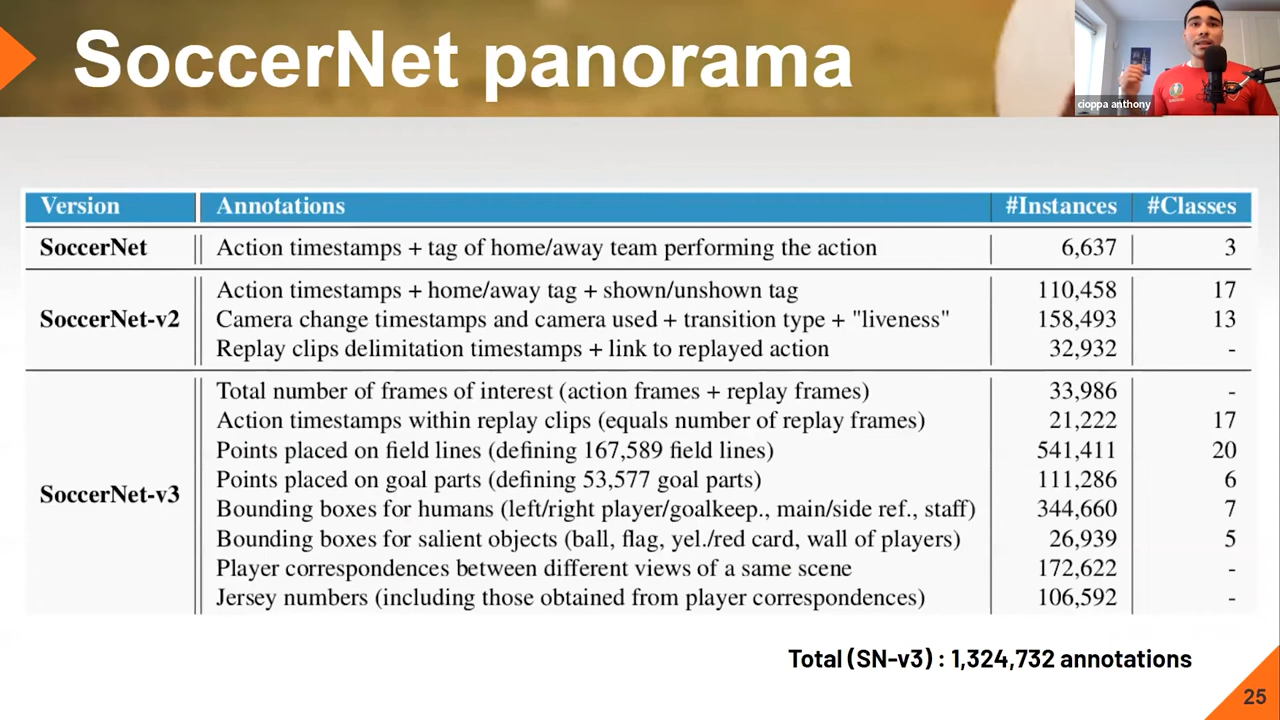 SoccerNet panorama
cioppa anthony
Version Annotations #Instances #Classes
SoccerNet Action timestamps + tag of home/away team performing the action 6,637 3
Action timestamps + home/away tag + shown/unshown tag 110,458 17
SoccerNet-v2 Camera change timestamps and camera used + transition type + "liveness" 158,493 13
Replay clips delimitation timestamps + link to replayed action 32,932 -
Total number of frames of interest (action frames + replay frames) 33,986 -
Action timestamps within replay clips (equals number of replay frames) 21,222 17
Points placed on field lines (defining 167,589 field lines) 541,411 20
Points placed on goal parts (defining 53,577 goal parts) 111,286 6
SoccerNet-v3
Bounding boxes for humans (left/right player/goalkeep., main/side ref., staff) 344,660 7
Bounding boxes for salient objects (ball, flag, yel./red card, wall of players) 26,939 5
Player correspondences between different views of a same scene 172,622 -
Jersey numbers (including those obtained from player correspondences) 106,592 -
Total (SN-v3) : 1,324,732 annotations
25